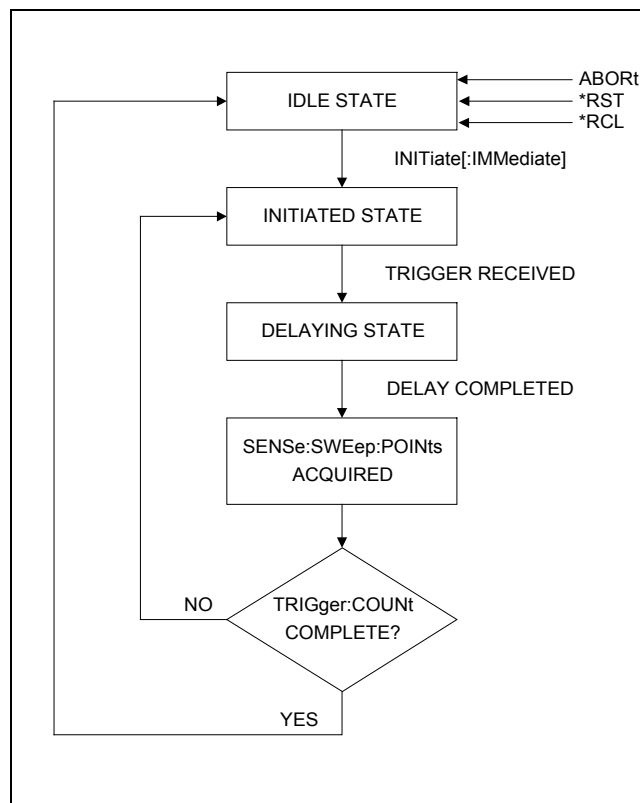 ABORt
IDLE STATE
*RST
*RCL
INITiate[:IMMediate]
INITIATED STATE
TRIGGER RECEIVED
DELAYING STATE
DELAY COMPLETED
SENSe:SWEep:POINts
ACQUIRED
NO
TRIGger:COUNt
COMPLETE?
YES